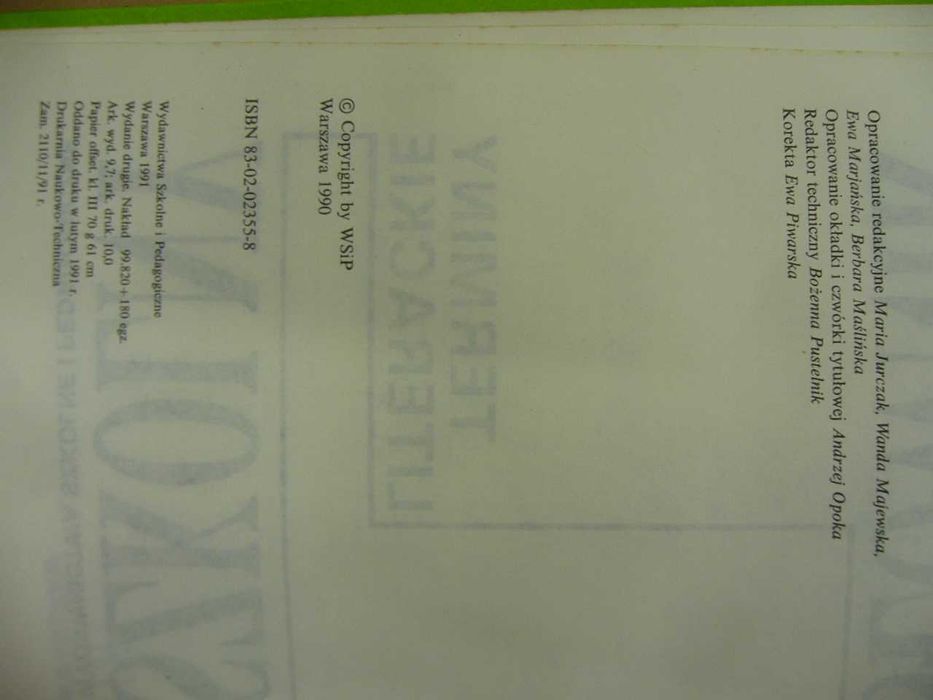 Opracowanie redakcyjne Maria Jurczak, Wanda Majewska,
Ewa Marjańska, Berbara Maślińska
Opracowanie okładki i czwórki tytułowej Andrzej Opoka
Redaktor techniczny Bożenna Pustelnik
Korekta Ewa Piwarska
© Copyright by WSiP
Warszawa 1990
ISBN 83-02-02355-8
Wydawnictwa Szkolne i Pedagogiczne
Warszawa 1991
Wydanie drugie. Nakład 99.820+180 egz.
Ark. wyd. 9,7; ark. druk. 10,0
Papier offset. kl. III 70 g 61 cm
Oddano do druku w lutym 1991 r.
Drukarnia Naukowo-Techniczna
Zam. 2110/11/91 r.
TERMINY
LITERACKIE